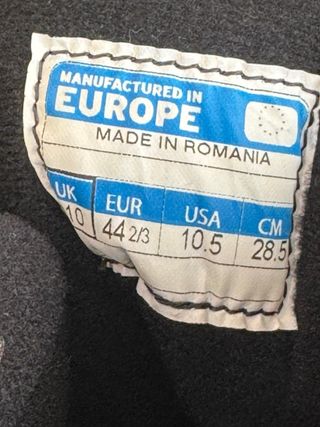 MANUFACTURED IN
EUROPE
MADE IN ROMANIA
UK EUR USA CM
10 44 2/3 10.5 28.5